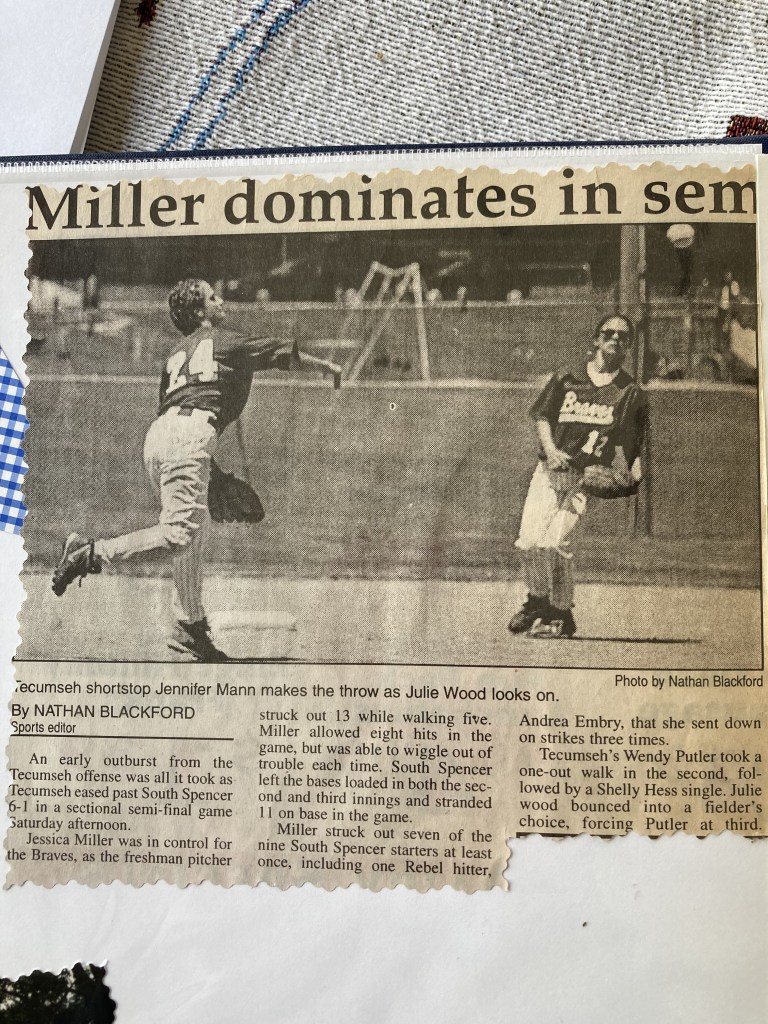 Miller dominates in sem
24
Braves
12
Photo by Nathan Blackford
Tecumseh shortstop Jennifer Mann makes the throw as Julie Wood looks on.
By NATHAN BLACKFORD
Sports editor
An early outburst from the
Tecumseh offense was all it took as
Tecumseh eased past South Spencer
6-1 in a sectional semi-final game
Saturday afternoon.
Jessica Miller was in control for
the Braves, as the freshman pitcher
struck out 13 while walking five.
Miller allowed eight hits in the
game, but was able to wiggle out of
trouble each time. South Spencer
left the bases loaded in both the sec-
ond and third innings and stranded
11 on base in the game.
Miller struck out seven of the
nine South Spencer starters at least
once, including one Rebel hitter,
Andrea Embry, that she sent down
on strikes three times.
Tecumseh's Wendy Putler took a
one-out walk in the second, fol-
lowed by a Shelly Hess single. Julie
wood bounced into a fielder's
choice, forcing Putler at third.